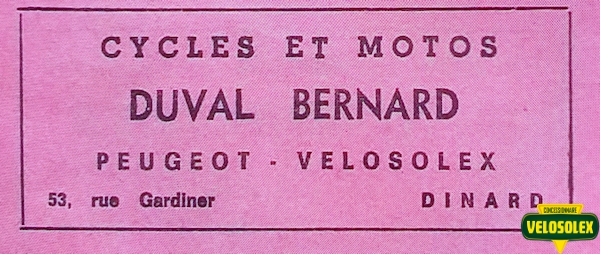 CYCLES ET MOTOS
DUVAL BERNARD
PEUGEOT - VELOSOLEX
53, rue Gardiner DINARD
CONCESSIONNAIRE
VELOSOLEX